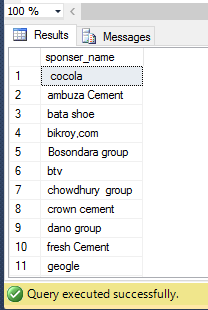 100 %
Results Messages
sponser_name
1 cocola
2 ambuza Cement
3 bata shoe
4 bikroy,com
5 Bosondara group
6 btv
7 chowdhury  group
8 crown cement
9 dano group
10 fresh Cement
11 geogle
Query executed successfully.